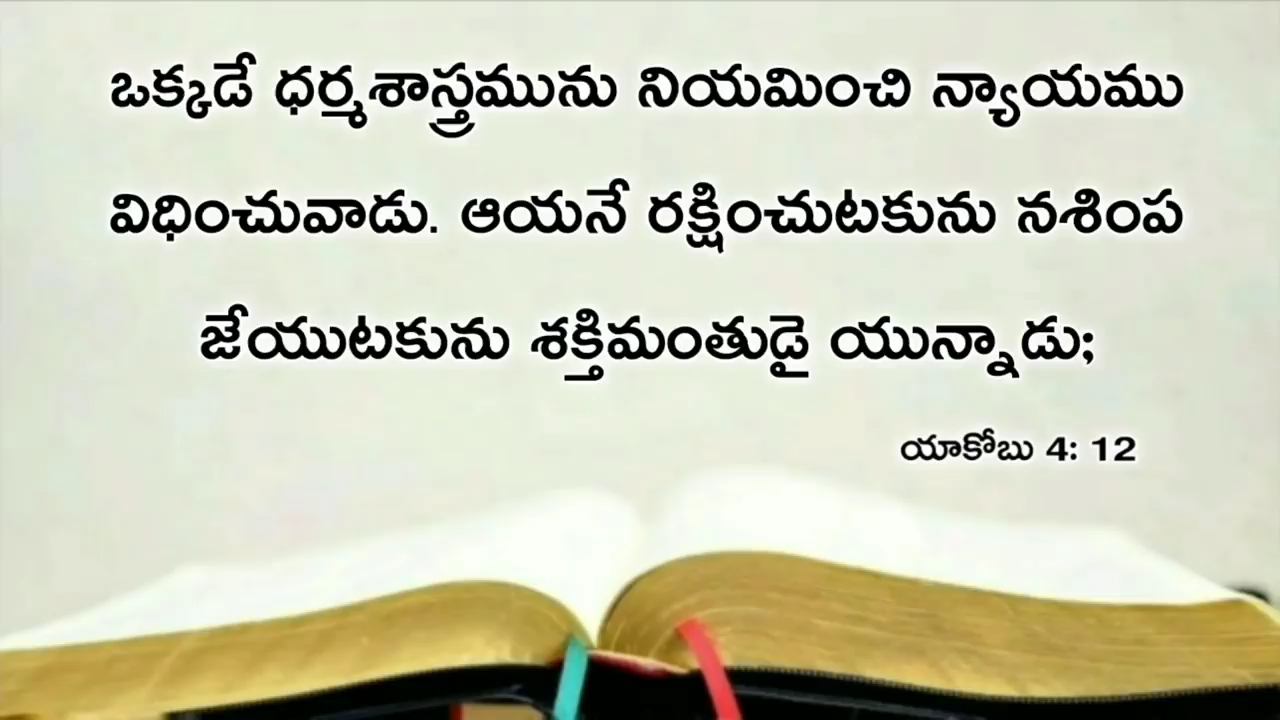 ఒక్కడే ధర్మశాస్త్రమును నియమించి న్యాయము
విధించువాడు. ఆయనే రక్షించుటకును నశింప
జేయుటకును శక్తిమంతుడై యున్నాడు;
యాకోబు 4: 12